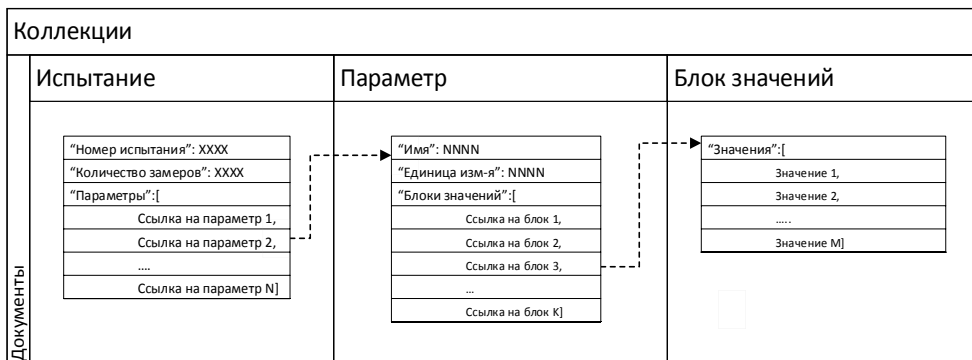 Коллекции
Документы
Испытание
“Номер испытания”: XXXX
“Количество замеров”: XXXX
“Параметры”:[
Ссылка на параметр 1,
Ссылка на параметр 2,
....
Ссылка на параметр N]
Параметр
“Имя”: NNNN
“Единица изм-я”: NNNN
“Блоки значений”:[
Ссылка на блок 1,
Ссылка на блок 2,
Ссылка на блок 3,
...
Ссылка на блок K]
Блок значений
“Значения”:[
Значение 1,
Значение 2,
…..
Значение M]